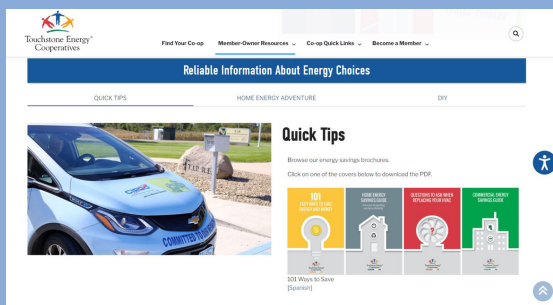 Touchstone Energy®
Cooperatives
Find Your Co-op
Member-Owner Resources
Co-op Quick Links
Become a Member
Reliable Information About Energy Choices
QUICK TIPS
HOME ENERGY ADVENTURE
DIY
Quick Tips
Browse our energy savings brochures.
Click on one of the covers below to download the PDF.
COMMITTED TO OUR
101
EASY WAYS TO SAVE
ENERGY AND MONEY
HOME ENERGY
SAVINGS GUIDE
QUESTIONS TO ASK WHEN
REPLACING YOUR HVAC
COMMERCIAL ENERGY
SAVINGS GUIDE
101 Ways to Save
[Spanish]